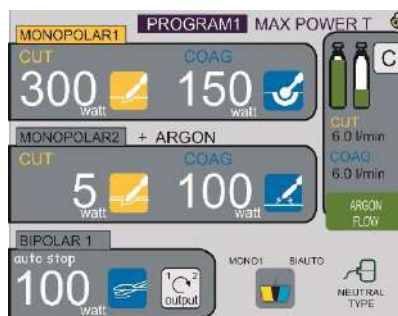 PROGRAM1 MAX POWER T
MONOPOLAR1
CUT
300
watt
COAG
150
watt
MONOPOLAR2 + ARGON
CUT
5
watt
COAG
100
watt
C
CUT
6.0 l/min
COAG
6.0 l/min
ARGON
FLOW
BIPOLAR 1
auto stop
100
watt
1 2
output
MONO1 BIAUTO
NEUTRAL
TYPE